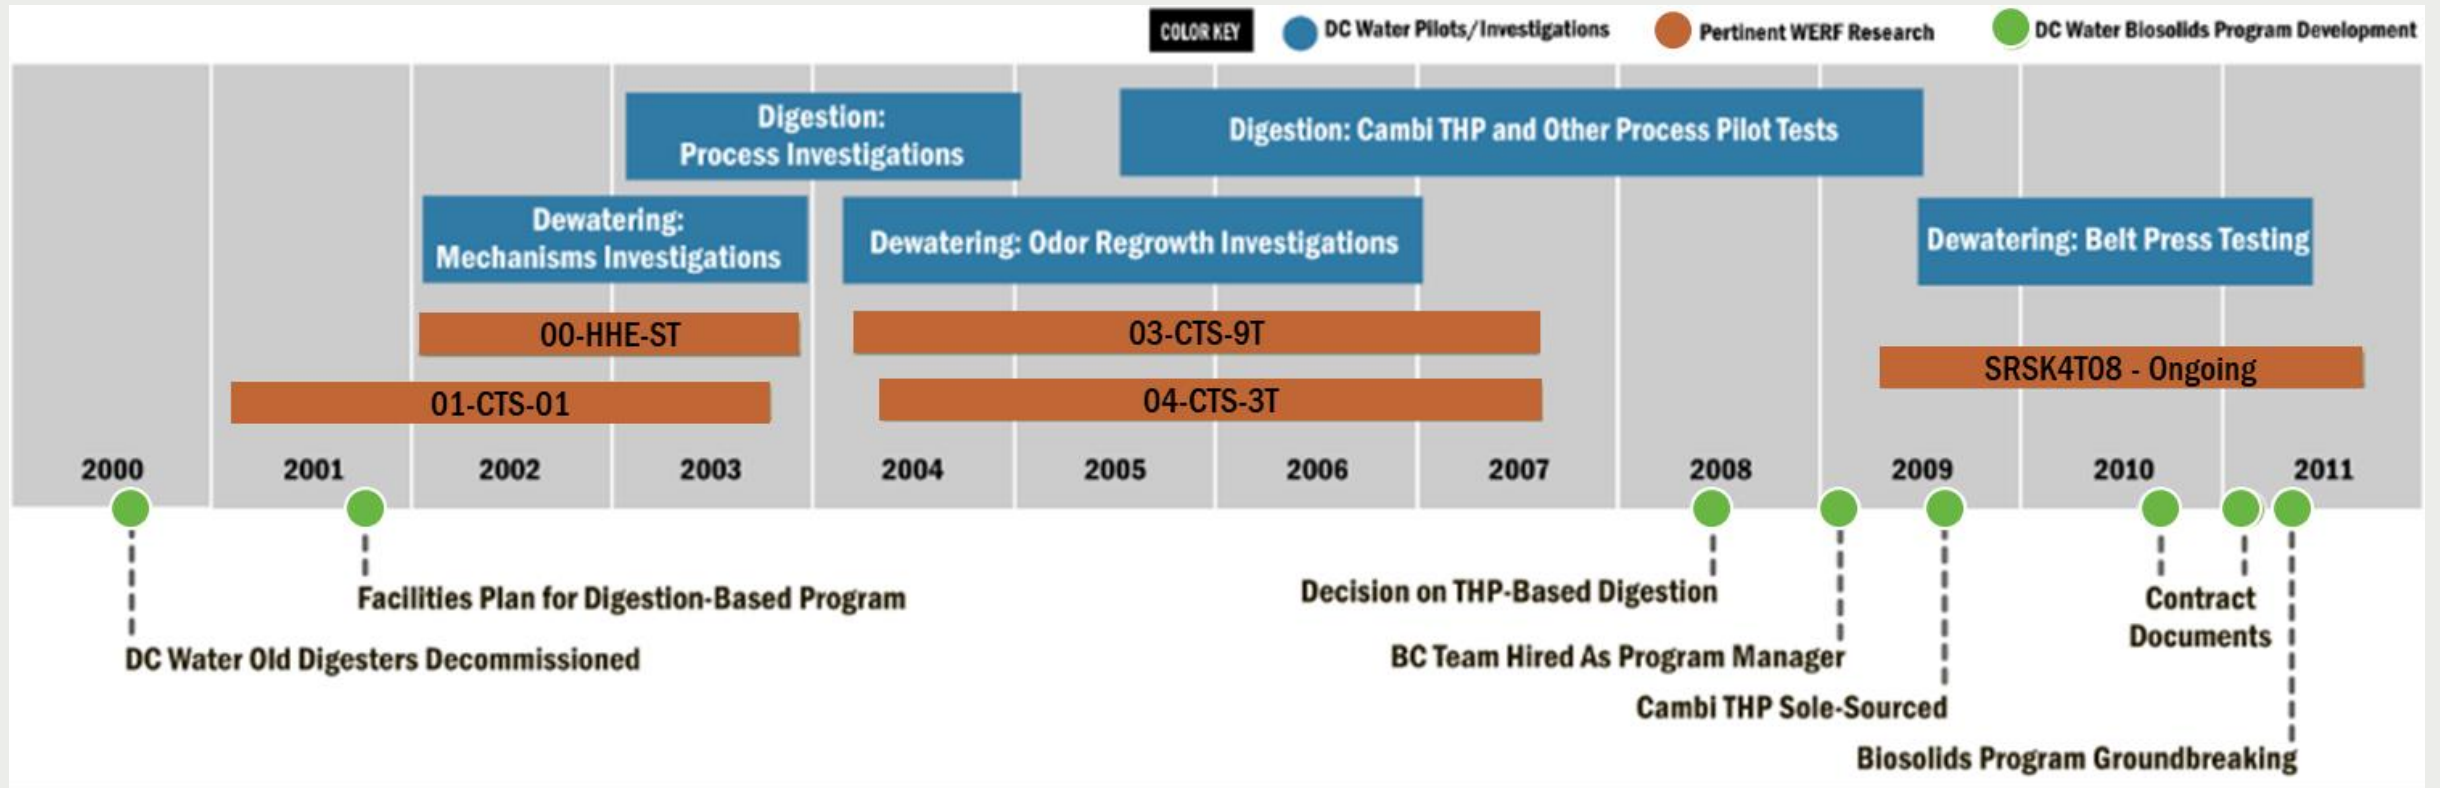 COLOR KEY
DC Water Pilots/Investigations
Pertinent WERF Research
DC Water Biosolids Program Development
Digestion:
Process Investigations
Digestion: Cambi THP and Other Process Pilot Tests
Dewatering:
Mechanisms Investigations
Dewatering: Odor Regrowth Investigations
Dewatering: Belt Press Testing
00-HHE-ST
03-CTS-9T
SRSK4T08 - Ongoing
01-CTS-01
04-CTS-3T
2000
2001
2002
2003
2004
2005
2006
2007
2008
2009
2010
2011
Facilities Plan for Digestion-Based Program
DC Water Old Digesters Decommissioned
Decision on THP-Based Digestion
BC Team Hired As Program Manager
Cambi THP Sole-Sourced
Contract
Documents
Biosolids Program Groundbreaking